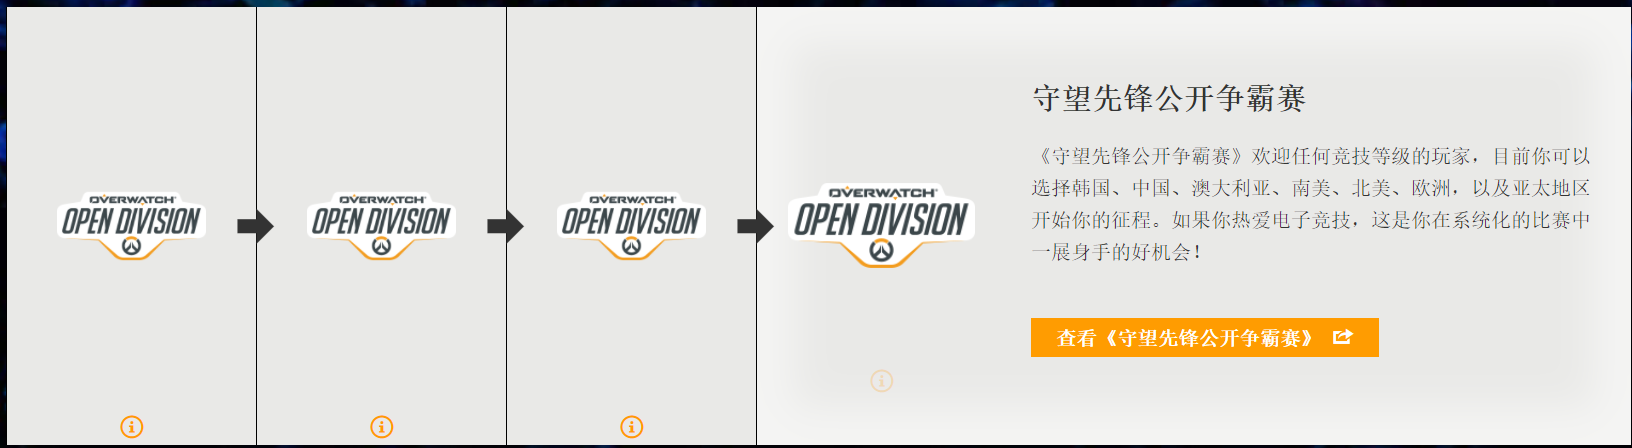 OVERWATCH
OPEN DIVISION
OVERWATCH
OPEN DIVISION
OVERWATCH
OPEN DIVISION
OVERWATCH
OPEN DIVISION
守望先锋公开争霸赛
《守望先锋公开争霸赛》欢迎任何竞技等级的玩家，目前你可以
选择韩国、中国、澳大利亚、南美、北美、欧洲，以及亚太地区
开始你的征程。如果你热爱电子竞技，这是你在系统化的比赛中
一展身手的好机会！
查看《守望先锋公开争霸赛》